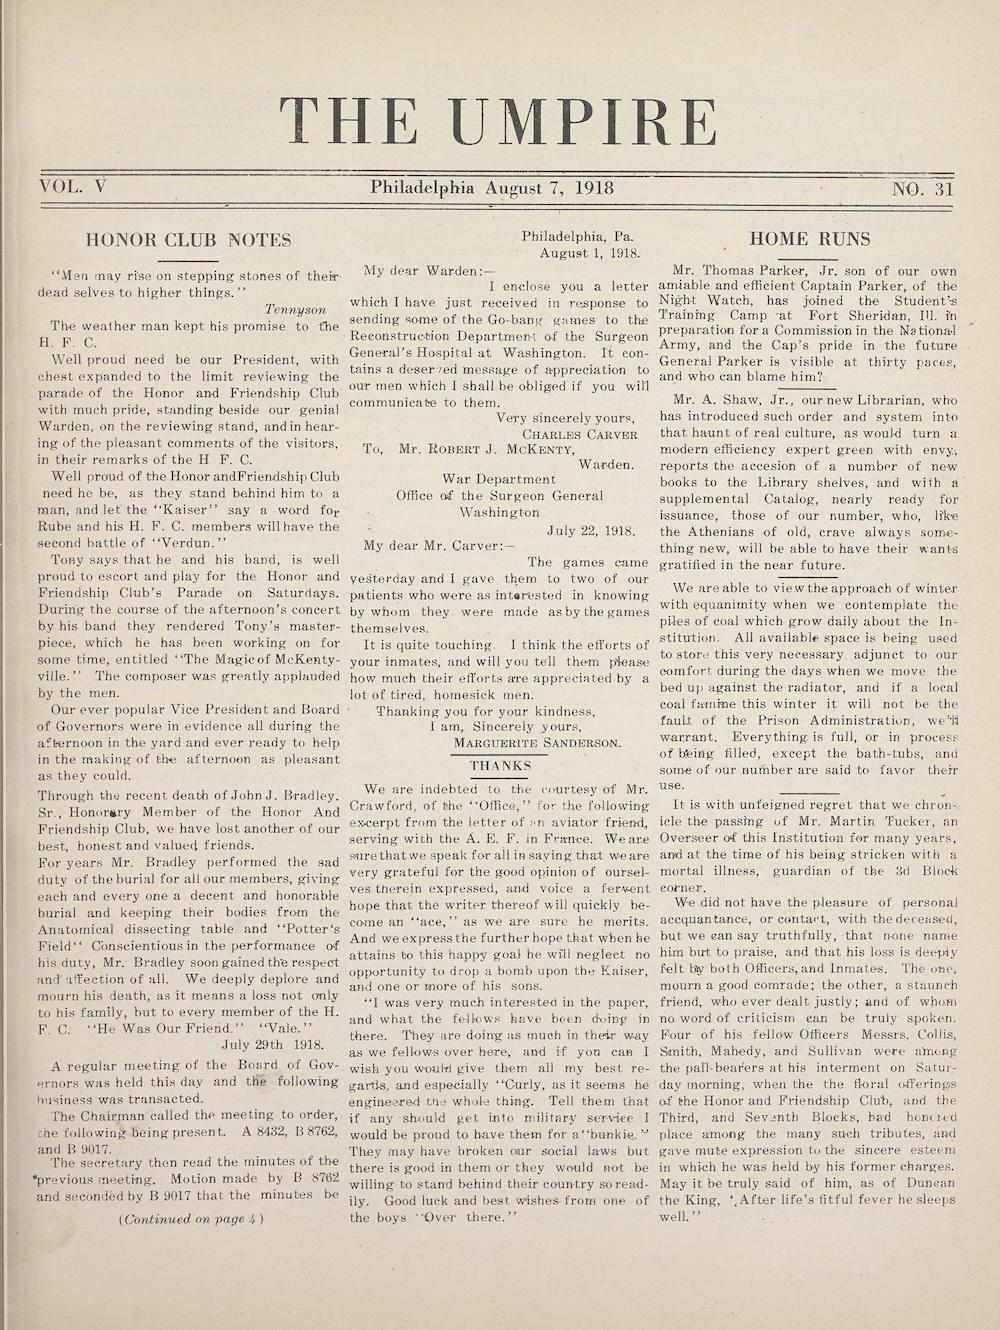 THE UMPIRE
VOL. V
Philadelphia August 7, 1918
NO. 31
HONOR CLUB NOTES
“Men may rise on stepping stones of their
dead selves to higher things.”
Tennyson
The weather man kept his promise to the
H. F. C.
Well proud need be our President, with
chest expanded to the limit reviewing the
parade of the Honor and Friendship Club
with much pride, standing beside our genial
Warden, on the reviewing stand, and in hear-
ing of the pleasant comments of the visitors,
in their remarks of the H F. C.
Well proud of the Honor andFriendship Club
need he be, as they stand behind him to a
man, and let the “Kaiser” say a word for
Rube and his H. F. C. members will have the
second battle of “Verdun.”
Tony says that he and his band, is well
proud to escort and play for the Honor and
Friendship Club's Parade on Saturdays.
During the course of the afternoon's concert
by his band they rendered Tony's master-
piece, which he has been working on for
some time, entitled “The Magic of McKenty-
ville.” The composer was greatly applauded
by the men.
Our ever popular Vice President and Board
of Governors were in evidence all during the
afternoon in the yard and ever ready to help
in the making of the afternoon as pleasant
as they could.
Through the recent death of John J. Bradley.
Sr., Honorary Member of the Honor And
Friendship Club, we have lost another of our
best, honest and valued friends.
For years Mr. Bradley performed the sad
duty of the burial for all our members, giving
each and every one a decent and honorable
burial and keeping their bodies from the
Anatomical dissecting table and “Potter‘s
Field“ Conscientious in the performance of
his duty, Mr. Bradley soon gained the respect
and affection of all. We deeply deplore and
mourn his death, as it means a loss not only
to his family, but to every member of the H.
F. C. “He Was Our Friend.” “Vale.”
July 29th 1918.
A regular meeting of the Board of Gov-
ernors was held this day and the following
business was transacted.
The Chairman called the meeting to order,
the following being present. A 8432, B 8762,
and B 9017.
The secretary then read the minutes of the
previous meeting. Motion made by B 8762
and seconded by B 9017 that the minutes be
(Continued on page 4)
Philadelphia, Pa.
August 1, 1918.
My dear Warden:—
I enclose you a letter
which I have just received in response to
sending some of the Go-bang games to the
Reconstruction Department of the Surgeon
General's Hospital at Washington. It con-
tains a deserved message of appreciation to
our men which I shall be obliged if you will
communicate to them.
Very sincerely yours,
CHARLES CARVER
To, Mr. ROBERT J. McKENTY,
Warden.
War Department
Office of the Surgeon General
Washington
July 22, 1918.
My dear Mr. Carver:—
The games came
yesterday and I gave them to two of our
patients who were as interested in knowing
by whom they were made as by the games
themselves.
It is quite touching. I think the efforts of
your inmates, and will you tell them please
how much their efforts are appreciated by a
lot of tired, homesick men.
Thanking you for your kindness,
I am, Sincerely yours,
MARGUERITE SANDERSON.
THANKS
We are indebted to the courtesy of Mr.
Crawford, of the “Office,” for the following
excerpt from the letter of an aviator friend,
serving with the A. E. F. in France. We are
sure that we speak for all in saying that we are
very grateful for the good opinion of oursel-
ves therein expressed, and voice a fervent
hope that the writer thereof will quickly be-
come an “ace,” as we are sure he merits.
And we express the further hope that when he
attains to this happy goal he will neglect no
opportunity to drop a bomb upon the Kaiser,
and one or more of his sons.
“I was very much interested in the paper,
and what the fellows have been doing in
there. They are doing as much in their way
as we fellows over here, and if you can I
wish you would give them all my best re-
gards, and especially “Curly, as it seems he
engineered the whole thing. Tell them that
if any should get into military service I
would be proud to have them for a “bunkie.”
They may have broken our social laws but
there is good in them or they would not be
willing to stand behind their country so read-
ily. Good luck and best wishes from one of
the boys “Over there.”
HOME RUNS
Mr. Thomas Parker, Jr. son of our own
amiable and efficient Captain Parker, of the
Night Watch, has joined the Student's
Training Camp at Fort Sheridan, Ill. in
preparation for a Commission in the National
Army, and the Cap's pride in the future
General Parker is visible at thirty paces,
and who can blame him?
Mr. A. Shaw, Jr., our new Librarian, who
has introduced such order and system into
that haunt of real culture, as would turn a
modern efficiency expert green with envy,
reports the accesion of a number of new
books to the Library shelves, and with a
supplemental Catalog, nearly ready for
issuance, those of our number, who, like
the Athenians of old, crave always some-
thing new, will be able to have their wants
gratified in the near future.
We are able to view the approach of winter
with equanimity when we contemplate the
piles of coal which grow daily about the In-
stitution. All available space is being used
to store this very necessary adjunct to our
comfort during the days when we move the
bed up against the radiator, and if a local
coal famine this winter it will not be the
fault of the Prison Administration, we'll
warrant. Everything is full, or in process
of being filled, except the bath-tubs, and
some of our number are said to favor their
use.
It is with unfeigned regret that we chron-
icle the passing of Mr. Martin Tucker, an
Overseer of this Institution for many years,
and at the time of his being stricken with a
mortal illness, guardian of the 3d Block
corner.
We did not have the pleasure of personal
accquantance, or contact, with the deceased,
but we can say truthfully, that none name
him but to praise, and that his loss is deeply
felt by both Officers, and Inmates. The one,
mourn a good comrade; the other, a staunch
friend, who ever dealt justly; and of whom
no word of criticism can be truly spoken.
Four of his fellow Officers Messrs. Collis,
Smith, Mahedy, and Sullivan were among
the pall-bearers at his interment on Satur-
day morning, when the the floral offerings
of the Honor and Friendship Club, and the
Third, and Seventh Blocks, had honored
place among the many such tributes, and
gave mute expression to the sincere esteem
in which he was held by his former charges.
May it be truly said of him, as of Duncan
the King, ‘,After life's fitful fever he sleeps
well.”